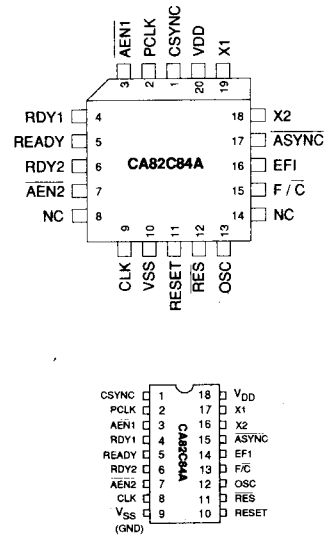 AEN1 PCLK CSYNC VDD X1
3 2 1 20 19
RDY1 4 18 X2
READY 5 17 ASYNC
RDY2 6 CA82C84A 16 EFI
AEN2 7 15 F / C
NC 8 14 NC
9 10 11 12 13
CLK VSS RESET RES OSC
CSYNC 1 18 VDD
PCLK 2 17 X1
AEN1 3 16 X2
RDY1 4 15 ASYNC
READY 5 14 EF1
RDY2 6 13 F/C
AEN2 7 12 OSC
CLK 8 11 RES
VSS 9 10 RESET
(GND)
CA82C84A